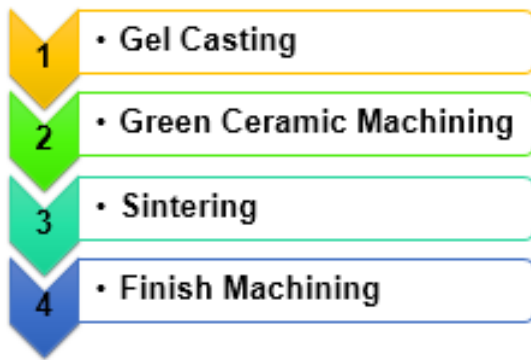 1 • Gel Casting
2 • Green Ceramic Machining
3 • Sintering
4 • Finish Machining